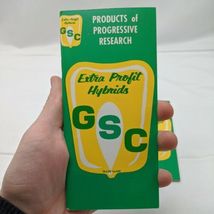 Extra Profit
Hybrids
GSC
PRODUCTS of
PROGRESSIVE
RESEARCH
Extra Profit
Hybrids
GSC